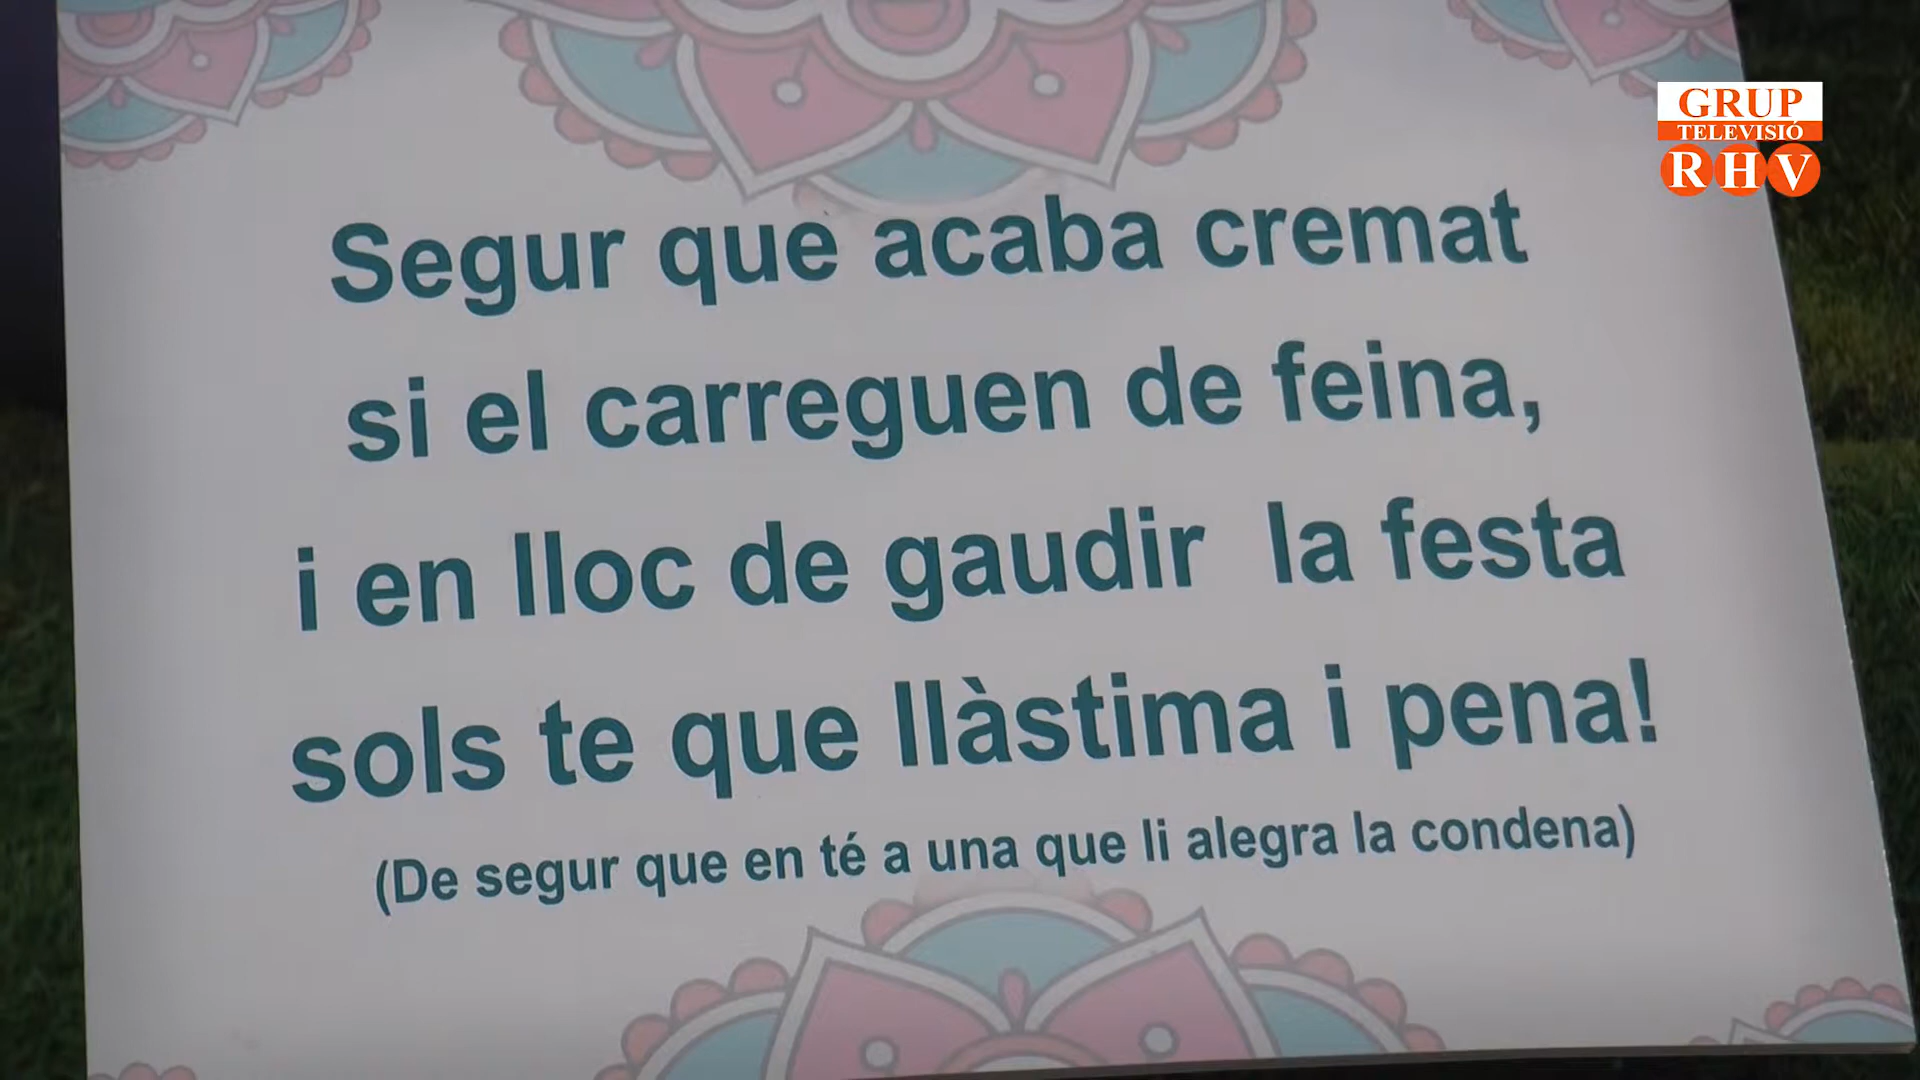 GRUP
TELEVISIÓ
RHV
Segur que acaba cremat
si el carreguen de feina,
i en lloc de gaudir la festa
sols te que llàstima i pena!
(De segur que en té a una que li alegra la condena)